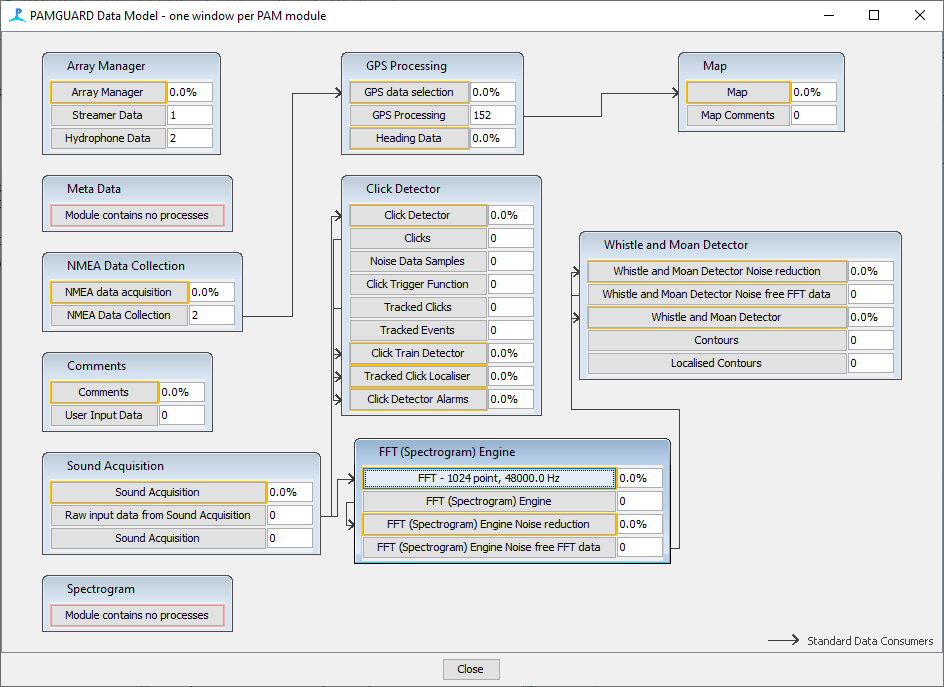 PAMGUARD Data Model - one window per PAM module
Array Manager
Array Manager 0.0%
Streamer Data 1
Hydrophone Data 2
GPS Processing
GPS data selection 0.0%
GPS Processing 152
Heading Data 0.0%
Map
Map 0.0%
Map Comments 0
Meta Data
Module contains no processes
Click Detector
Click Detector 0.0%
Clicks 0
Noise Data Samples 0
Click Trigger Function 0
Tracked Clicks 0
Tracked Events 0
Click Train Detector 0.0%
Tracked Click Localiser 0.0%
Click Detector Alarms 0.0%
Whistle and Moan Detector
Whistle and Moan Detector Noise reduction 0.0%
Whistle and Moan Detector Noise free FFT data 0
Whistle and Moan Detector 0.0%
Contours 0
Localised Contours 0
NMEA Data Collection
NMEA data acquisition 0.0%
NMEA Data Collection 2
Comments
Comments 0.0%
User Input Data 0
Sound Acquisition
Sound Acquisition 0.0%
Raw input data from Sound Acquisition 0
Sound Acquisition 0
FFT (Spectrogram) Engine
FFT - 1024 point, 48000.0 Hz 0.0%
FFT (Spectrogram) Engine 0
FFT (Spectrogram) Engine Noise reduction 0.0%
FFT (Spectrogram) Engine Noise free FFT data 0
Spectrogram
Module contains no processes
Standard Data Consumers
Close